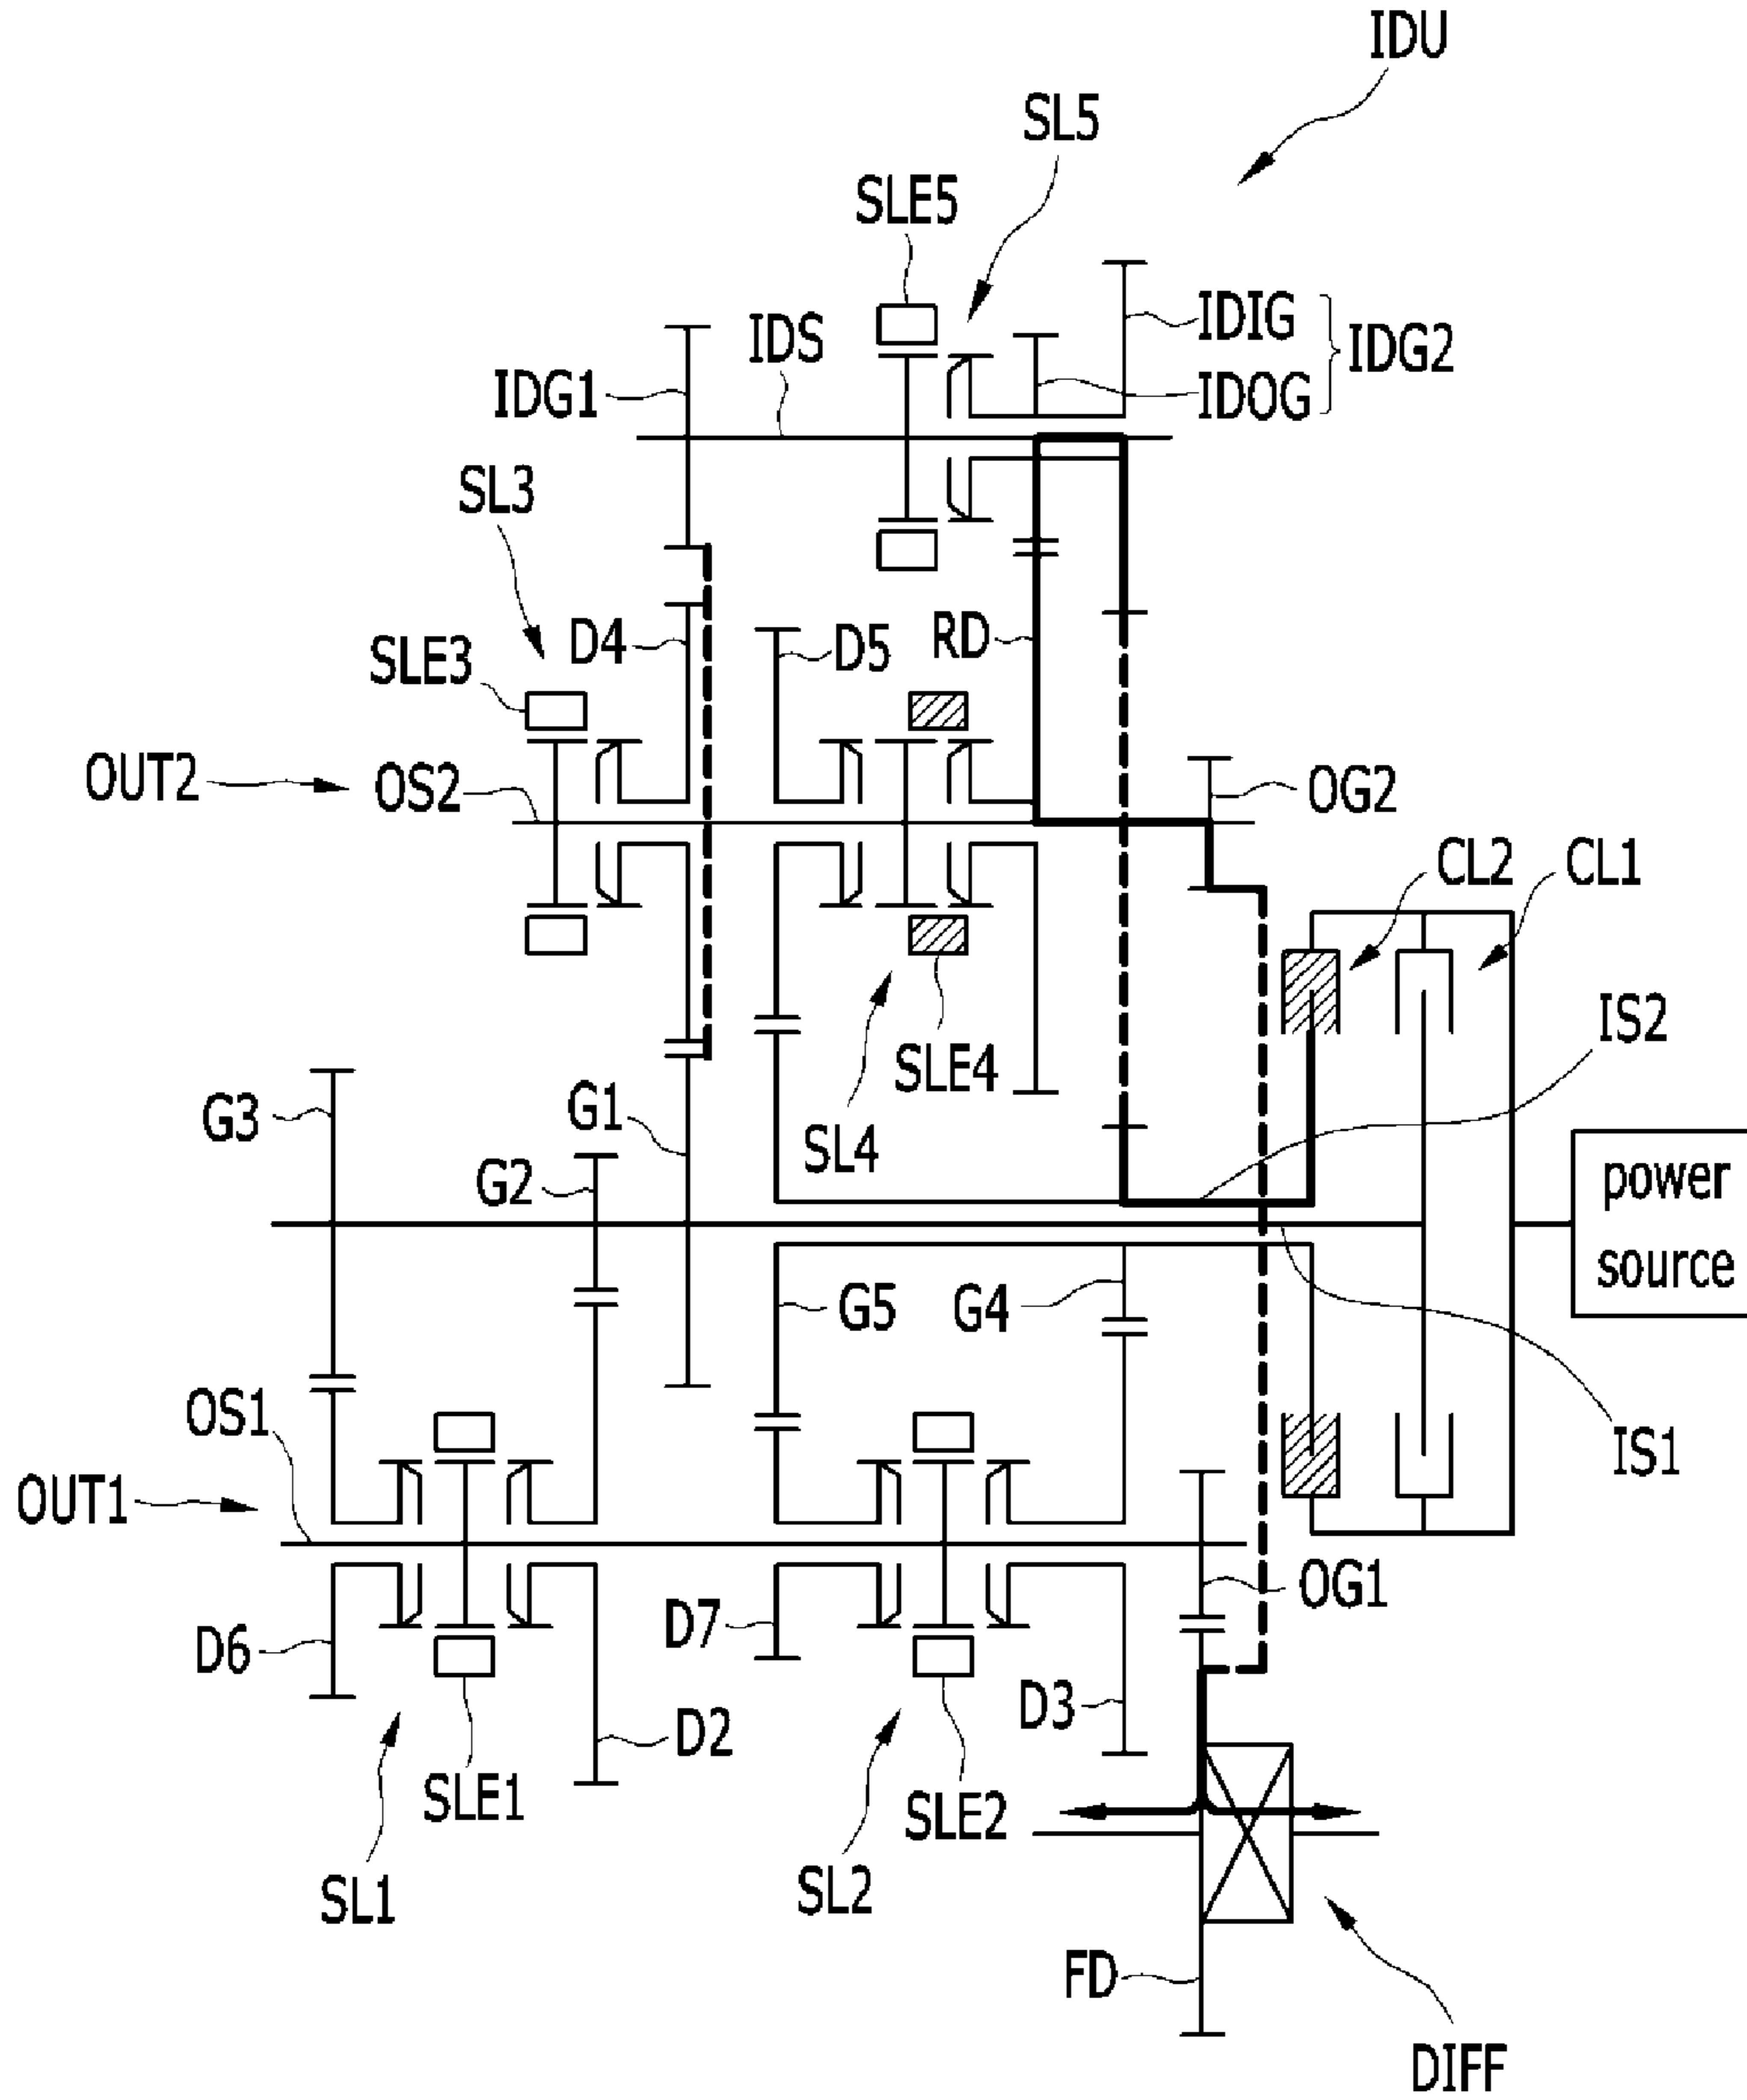 IDU
SL5
SLE5
IDS
IDIG
IDG2
IDG1
IDOG
SL3
D4
D5
RD
SLE3
OUT2
OS2
OG2
CL2
CL1
IS2
SLE4
G3
G1
SL4
G2
power
source
G5
G4
OS1
IS1
OUT1
OG1
D6
D7
D3
D2
SLE1
SLE2
SL1
SL2
FD
DIFF